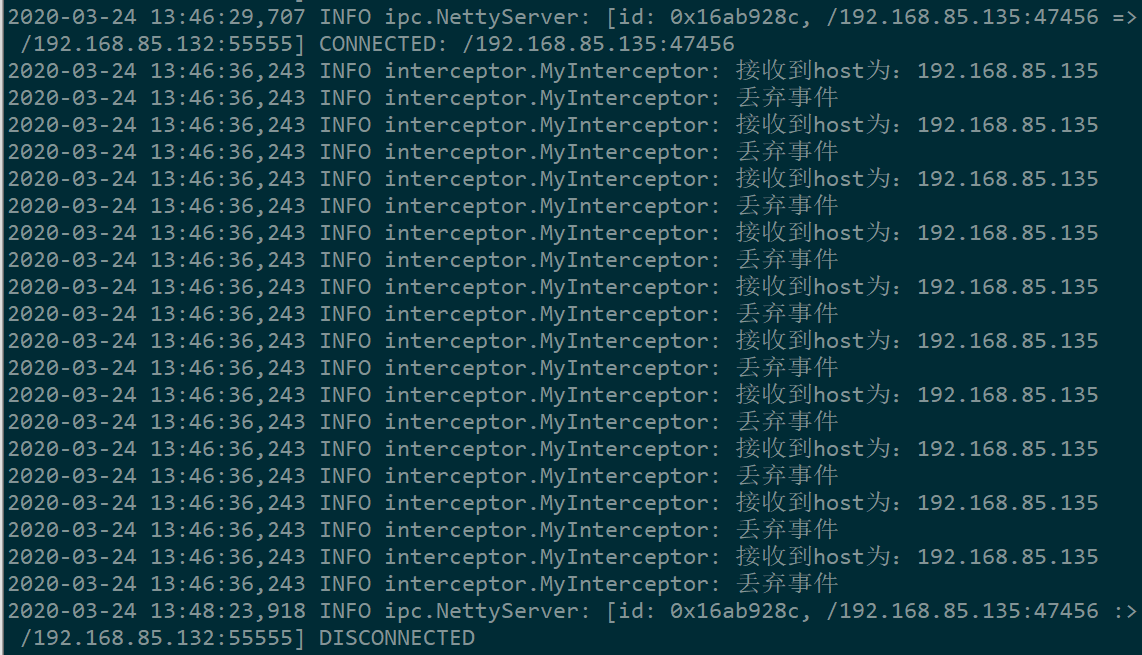 2020-03-24 13:46:29,707 INFO ipc.NettyServer: [id: 0x16ab928c, /192.168.85.135:47456 =>
/192.168.85.132:55555] CONNECTED: /192.168.85.135:47456
2020-03-24 13:46:36,243 INFO interceptor.MyInterceptor: 接收到host为：192.168.85.135
2020-03-24 13:46:36,243 INFO interceptor.MyInterceptor: 丢弃事件
2020-03-24 13:46:36,243 INFO interceptor.MyInterceptor: 接收到host为：192.168.85.135
2020-03-24 13:46:36,243 INFO interceptor.MyInterceptor: 丢弃事件
2020-03-24 13:46:36,243 INFO interceptor.MyInterceptor: 接收到host为：192.168.85.135
2020-03-24 13:46:36,243 INFO interceptor.MyInterceptor: 丢弃事件
2020-03-24 13:46:36,243 INFO interceptor.MyInterceptor: 接收到host为：192.168.85.135
2020-03-24 13:46:36,243 INFO interceptor.MyInterceptor: 丢弃事件
2020-03-24 13:46:36,243 INFO interceptor.MyInterceptor: 接收到host为：192.168.85.135
2020-03-24 13:46:36,243 INFO interceptor.MyInterceptor: 丢弃事件
2020-03-24 13:46:36,243 INFO interceptor.MyInterceptor: 接收到host为：192.168.85.135
2020-03-24 13:46:36,243 INFO interceptor.MyInterceptor: 丢弃事件
2020-03-24 13:46:36,243 INFO interceptor.MyInterceptor: 接收到host为：192.168.85.135
2020-03-24 13:46:36,243 INFO interceptor.MyInterceptor: 丢弃事件
2020-03-24 13:46:36,243 INFO interceptor.MyInterceptor: 接收到host为：192.168.85.135
2020-03-24 13:46:36,243 INFO interceptor.MyInterceptor: 丢弃事件
2020-03-24 13:46:36,243 INFO interceptor.MyInterceptor: 接收到host为：192.168.85.135
2020-03-24 13:46:36,243 INFO interceptor.MyInterceptor: 丢弃事件
2020-03-24 13:46:36,243 INFO interceptor.MyInterceptor: 接收到host为：192.168.85.135
2020-03-24 13:46:36,243 INFO interceptor.MyInterceptor: 丢弃事件
2020-03-24 13:48:23,918 INFO ipc.NettyServer: [id: 0x16ab928c, /192.168.85.135:47456 :>
/192.168.85.132:55555] DISCONNECTED